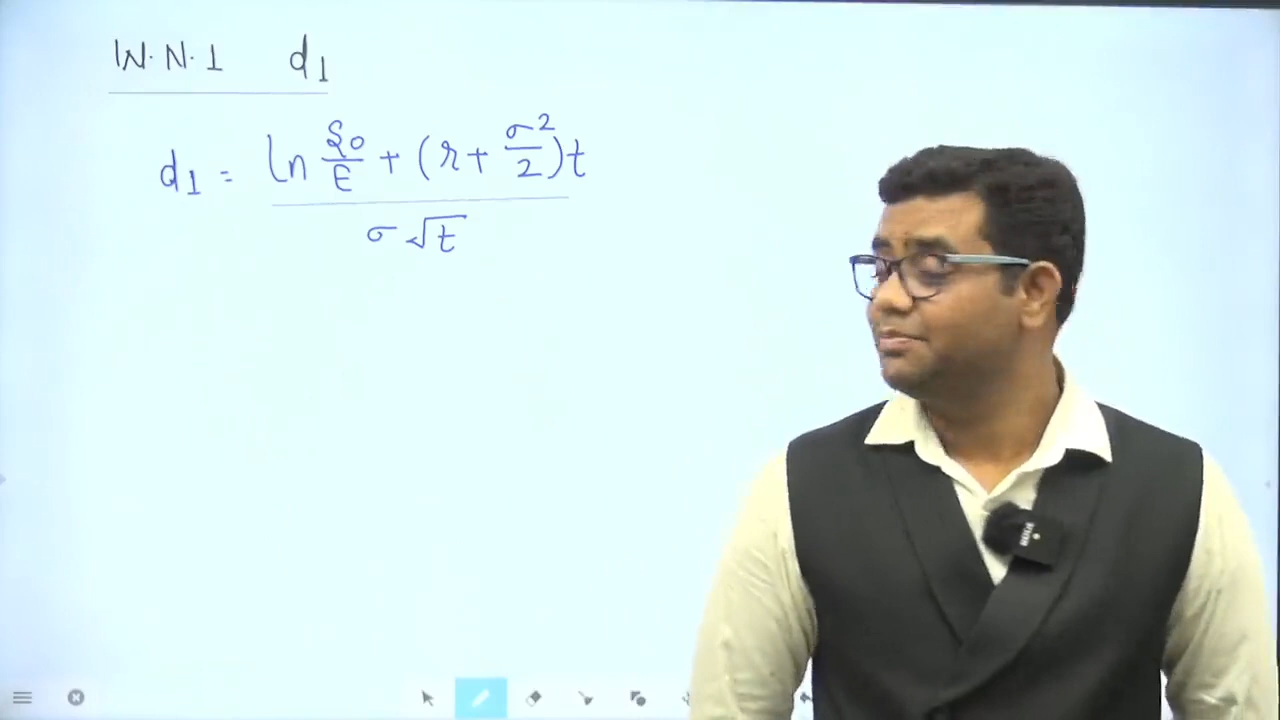 W.N.1 d1
d1 = ln S0/E + (r + σ²/2)t
σ√t